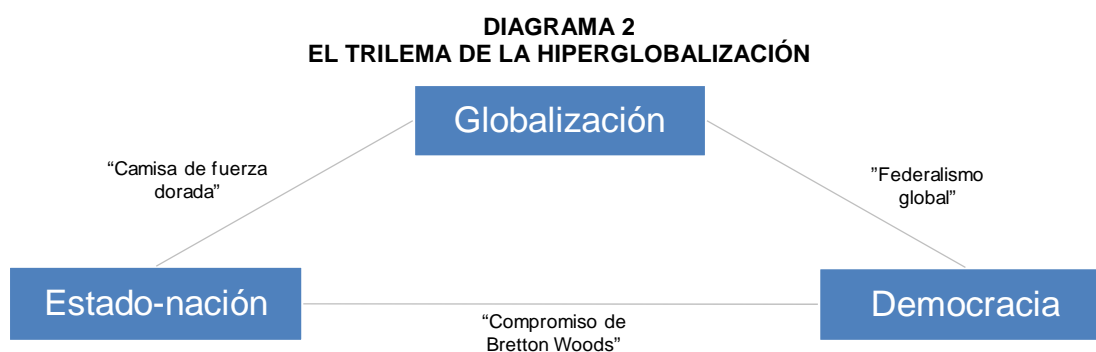 DIAGRAMA 2
EL TRILEMA DE LA HIPERGLOBALIZACIÓN
Globalización
“Camisa de fuerza
dorada”
”Federalismo
global”
Estado-nación
Democracia
“Compromiso de
Bretton Woods”